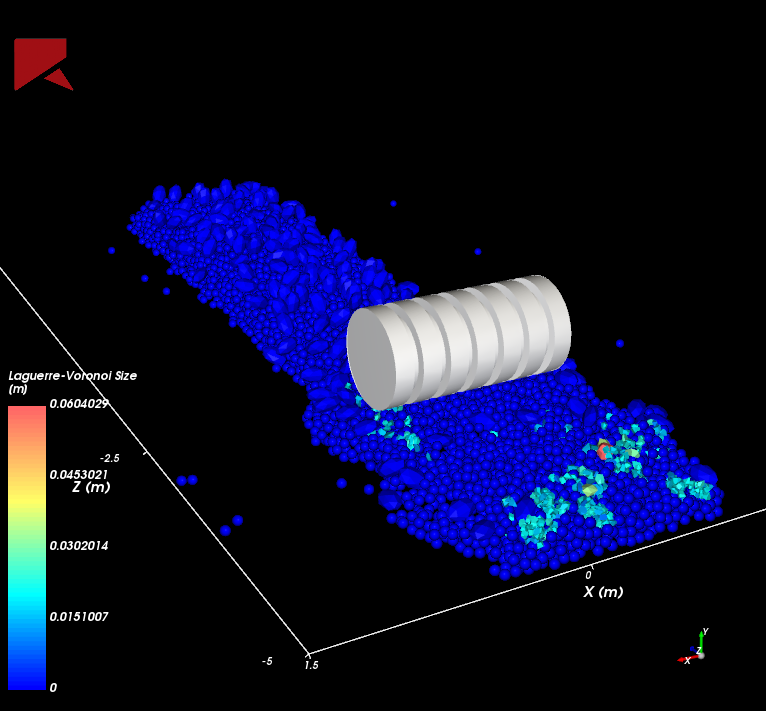 Laguerre-Voronoi Size
(m)
0.0604029
0.0453021
0.0302014
0.0151007
0
-2.5
Z (m)
-5
1.5
0
X (m)
Y
Z
X